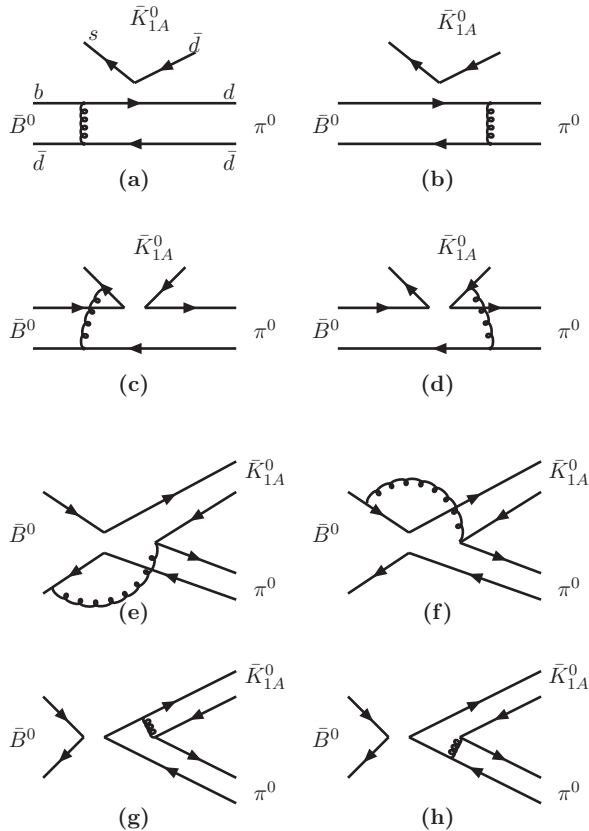 K̄⁰₁A K̄⁰₁A
s d̄
b d
B̄⁰ π⁰ B̄⁰ π⁰
d̄ d̄
(a) (b)
K̄⁰₁A K̄⁰₁A
B̄⁰ π⁰ B̄⁰ π⁰
(c) (d)
K̄⁰₁A K̄⁰₁A
B̄⁰ B̄⁰
π⁰ π⁰
(e) (f)
K̄⁰₁A K̄⁰₁A
B̄⁰ B̄⁰
π⁰ π⁰
(g) (h)